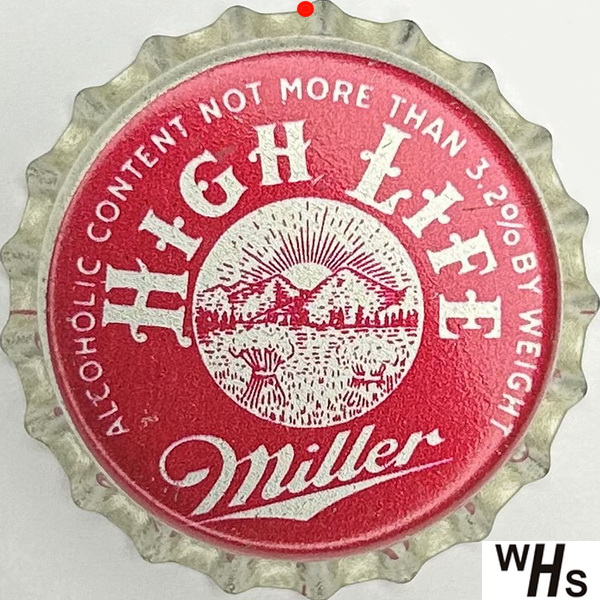 ALCOHOLIC CONTENT NOT MORE THAN 3.2% BY WEIGHT
HIGH LIFE
Miller
WHS